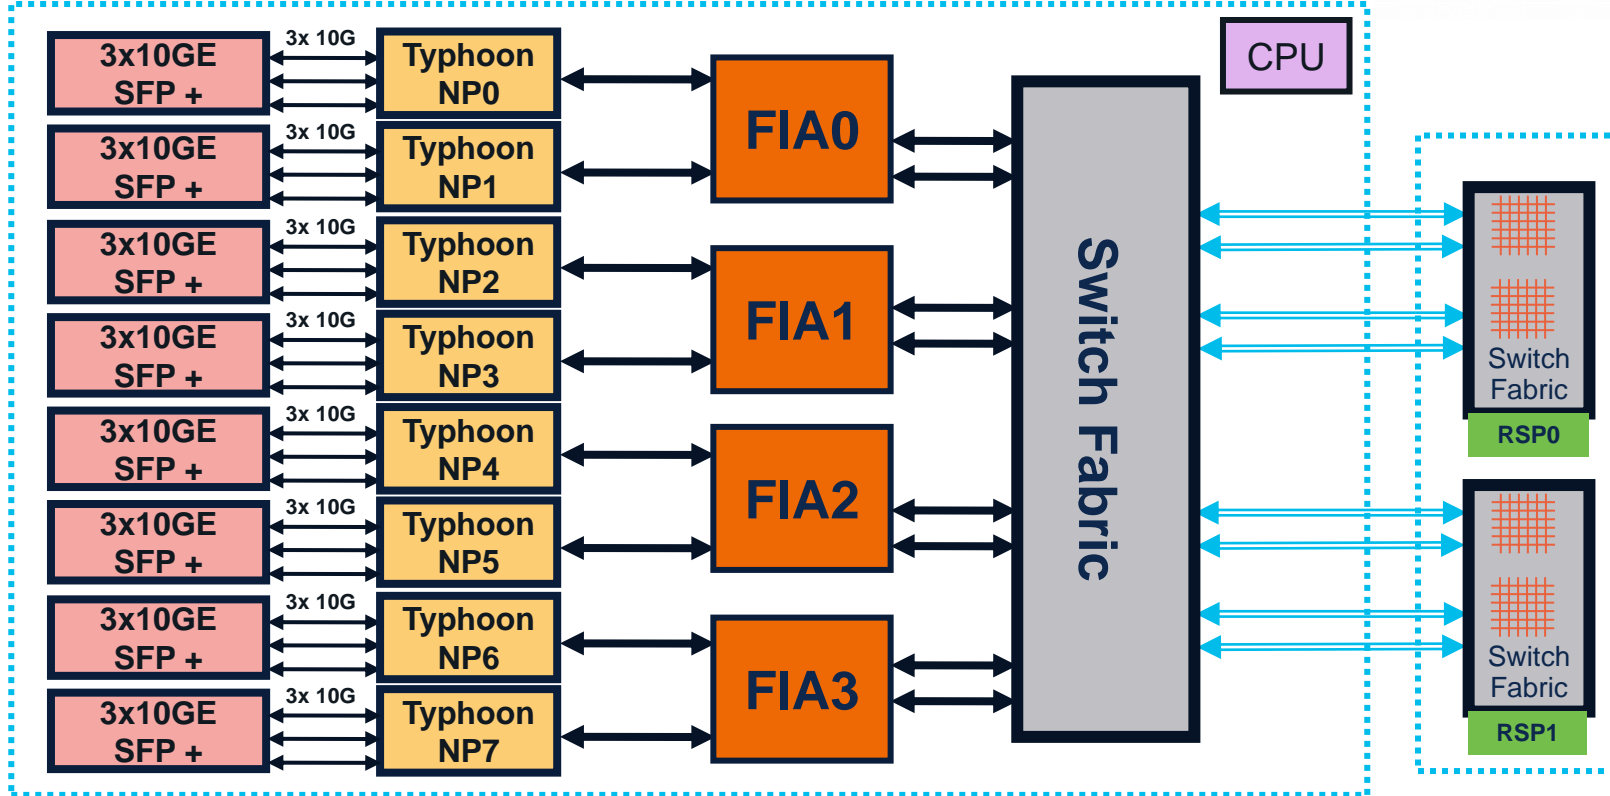 3x10GE
SFP +
3x 10G
Typhoon
NP0
3x10GE
SFP +
3x 10G
Typhoon
NP1
3x10GE
SFP +
3x 10G
Typhoon
NP2
3x10GE
SFP +
3x 10G
Typhoon
NP3
3x10GE
SFP +
3x 10G
Typhoon
NP4
3x10GE
SFP +
3x 10G
Typhoon
NP5
3x10GE
SFP +
3x 10G
Typhoon
NP6
3x10GE
SFP +
3x 10G
Typhoon
NP7
FIA0
FIA1
FIA2
FIA3
Switch Fabric
CPU
Switch
Fabric
RSP0
Switch
Fabric
RSP1